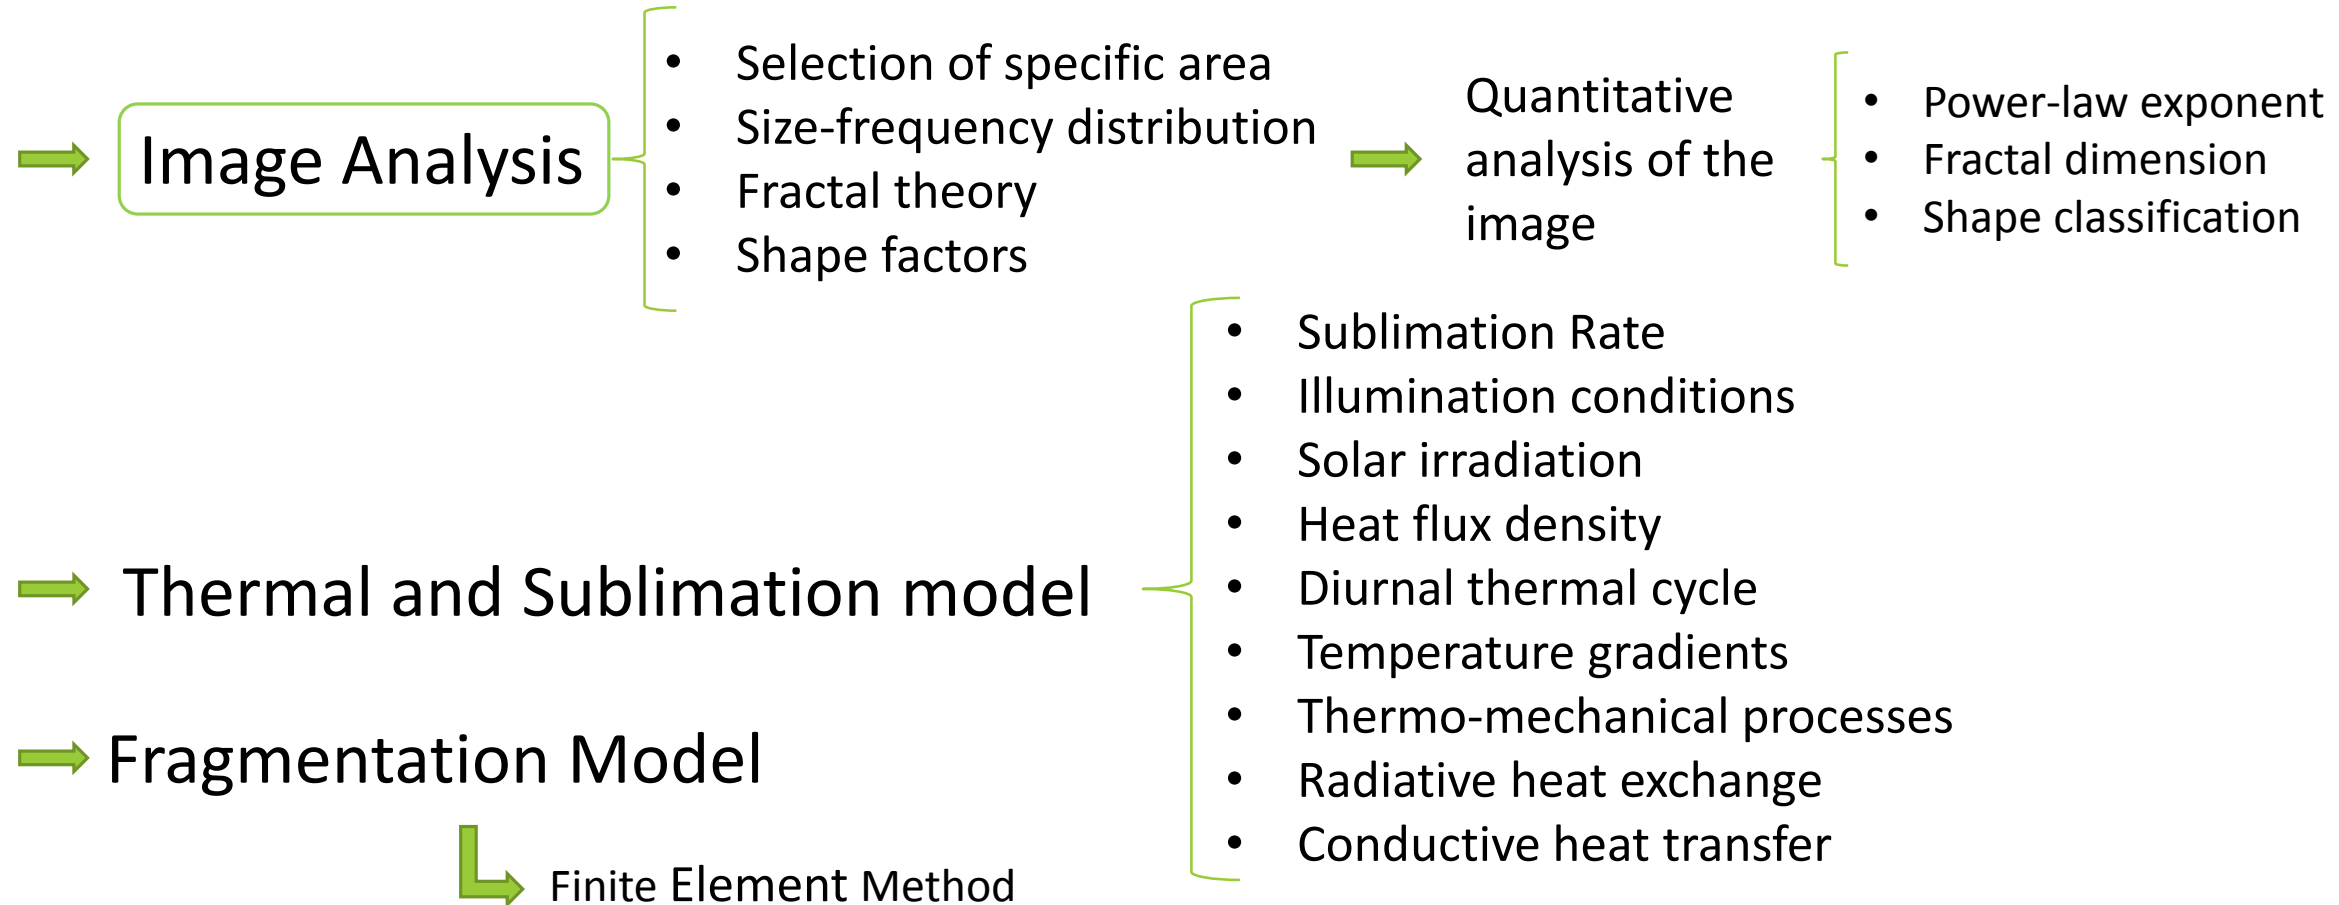 Image Analysis
• Selection of specific area
• Size-frequency distribution
• Fractal theory
• Shape factors
Quantitative
analysis of the
image
• Power-law exponent
• Fractal dimension
• Shape classification
Thermal and Sublimation model
• Sublimation Rate
• Illumination conditions
• Solar irradiation
• Heat flux density
• Diurnal thermal cycle
• Temperature gradients
• Thermo-mechanical processes
• Radiative heat exchange
• Conductive heat transfer
Fragmentation Model
Finite Element Method